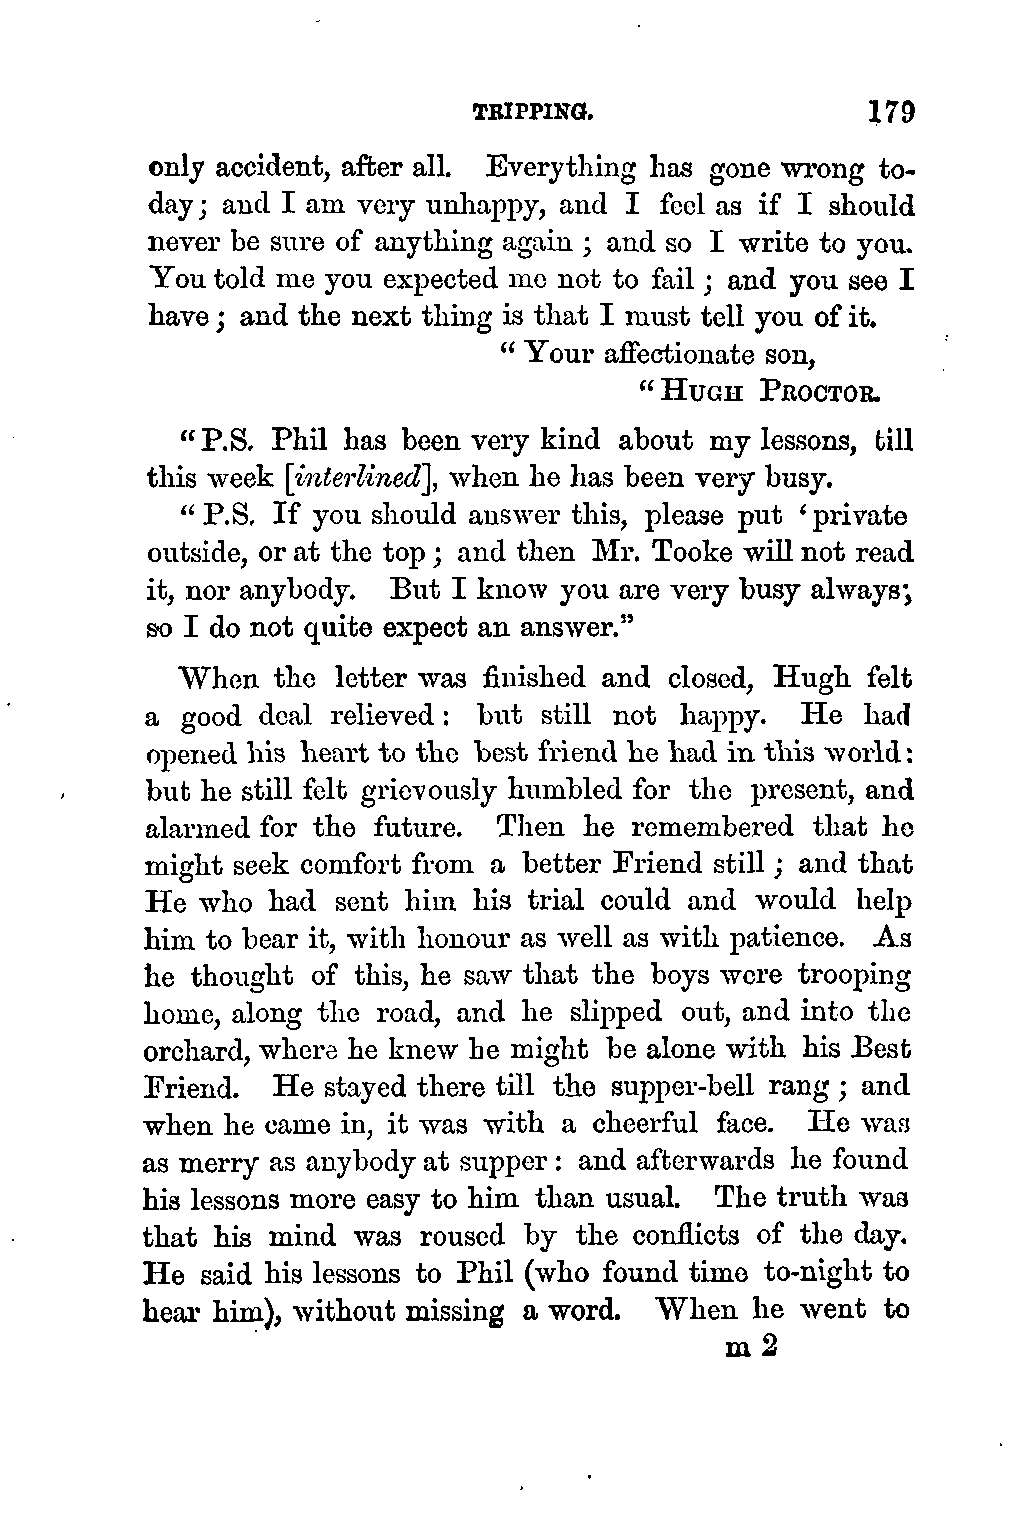 TRIPPING. 179
only accident, after all. Everything has gone wrong to-
day; and I am very unhappy, and I feel as if I should
never be sure of anything again ; and so I write to you.
You told me you expected me not to fail ; and you see I
have ; and the next thing is that I must tell you of it.
“ Your affectionate son,
“ HUGH PROCTOR.
“ P.S. Phil has been very kind about my lessons, till
this week [interlined], when he has been very busy.
“ P.S. If you should answer this, please put ‘ private
outside, or at the top ; and then Mr. Tooke will not read
it, nor anybody. But I know you are very busy always;
so I do not quite expect an answer.”
When the letter was finished and closed, Hugh felt
a good deal relieved : but still not happy. He had
opened his heart to the best friend he had in this world:
but he still felt grievously humbled for the present, and
alarmed for the future. Then he remembered that he
might seek comfort from a better Friend still ; and that
He who had sent him his trial could and would help
him to bear it, with honour as well as with patience. As
he thought of this, he saw that the boys were trooping
home, along the road, and he slipped out, and into the
orchard, where he knew he might be alone with his Best
Friend. He stayed there till the supper-bell rang ; and
when he came in, it was with a cheerful face. He was
as merry as anybody at supper : and afterwards he found
his lessons more easy to him than usual. The truth was
that his mind was roused by the conflicts of the day.
He said his lessons to Phil (who found time to-night to
hear him), without missing a word. When he went to
m 2